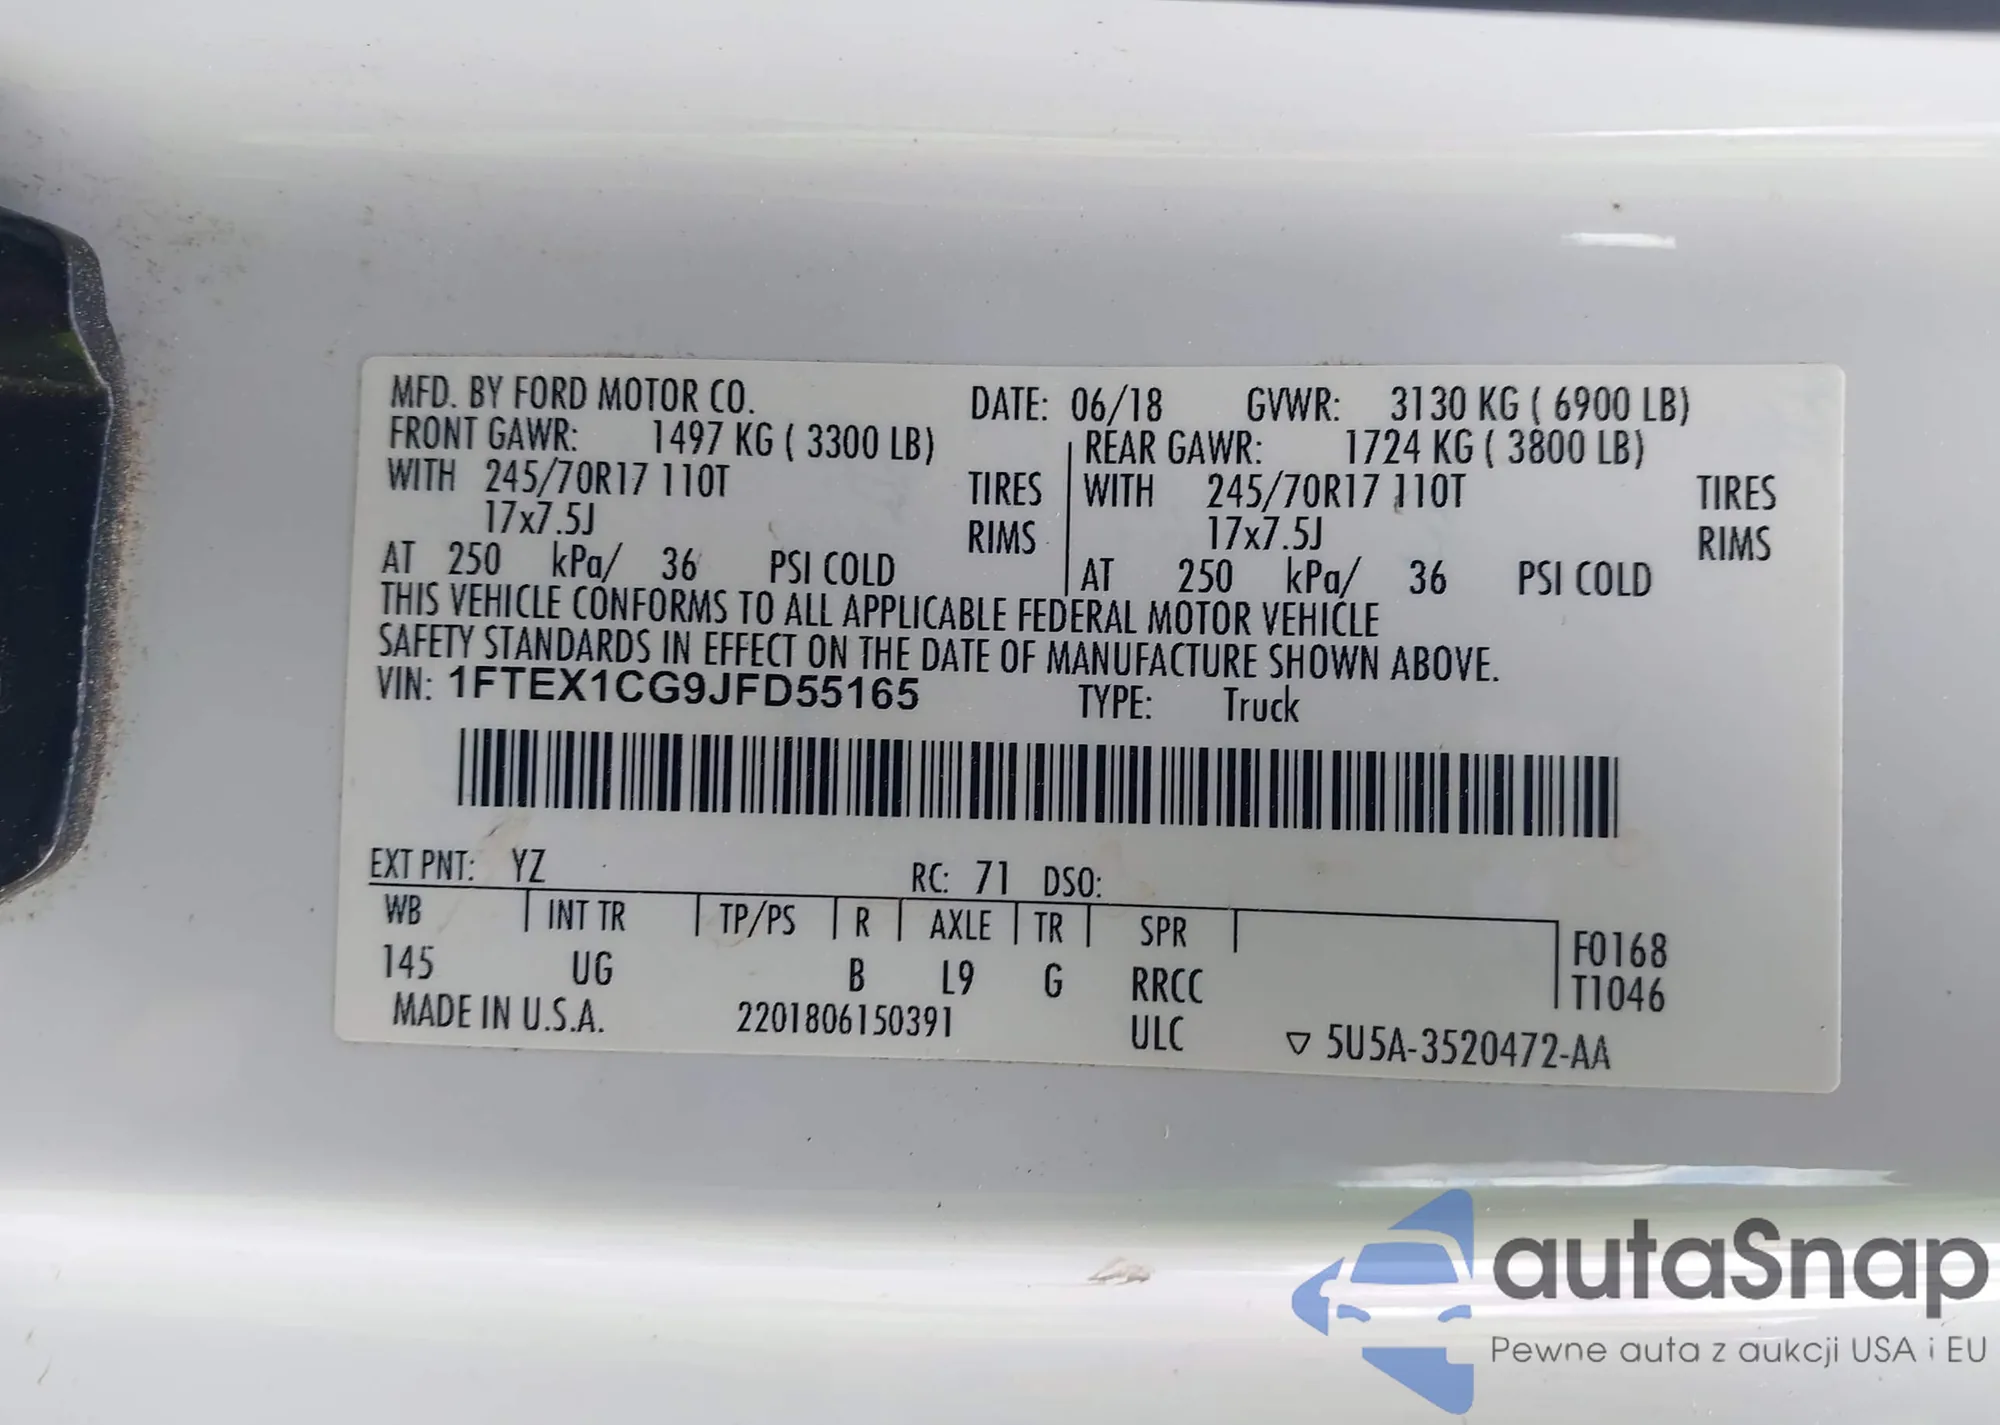 MFD. BY FORD MOTOR CO. DATE: 06/18 GVWR: 3130 KG ( 6900 LB)
FRONT GAWR: 1497 KG ( 3300 LB) REAR GAWR: 1724 KG ( 3800 LB)
WITH 245/70R17 110T TIRES WITH 245/70R17 110T TIRES
17x7.5J RIMS 17x7.5J RIMS
AT 250 kPa/ 36 PSI COLD AT 250 kPa/ 36 PSI COLD
THIS VEHICLE CONFORMS TO ALL APPLICABLE FEDERAL MOTOR VEHICLE
SAFETY STANDARDS IN EFFECT ON THE DATE OF MANUFACTURE SHOWN ABOVE.
VIN: 1FTEX1CG9JFD55165 TYPE: Truck
EXT PNT: YZ RC: 71 DSO:
WB INT TR TP/PS R AXLE TR SPR F0168
145 UG B L9 G RRCC T1046
MADE IN U.S.A. 2201806150391 ULC ▽ 5U5A-3520472-AA
autaSnap
Pewne auta z aukcji USA i EU